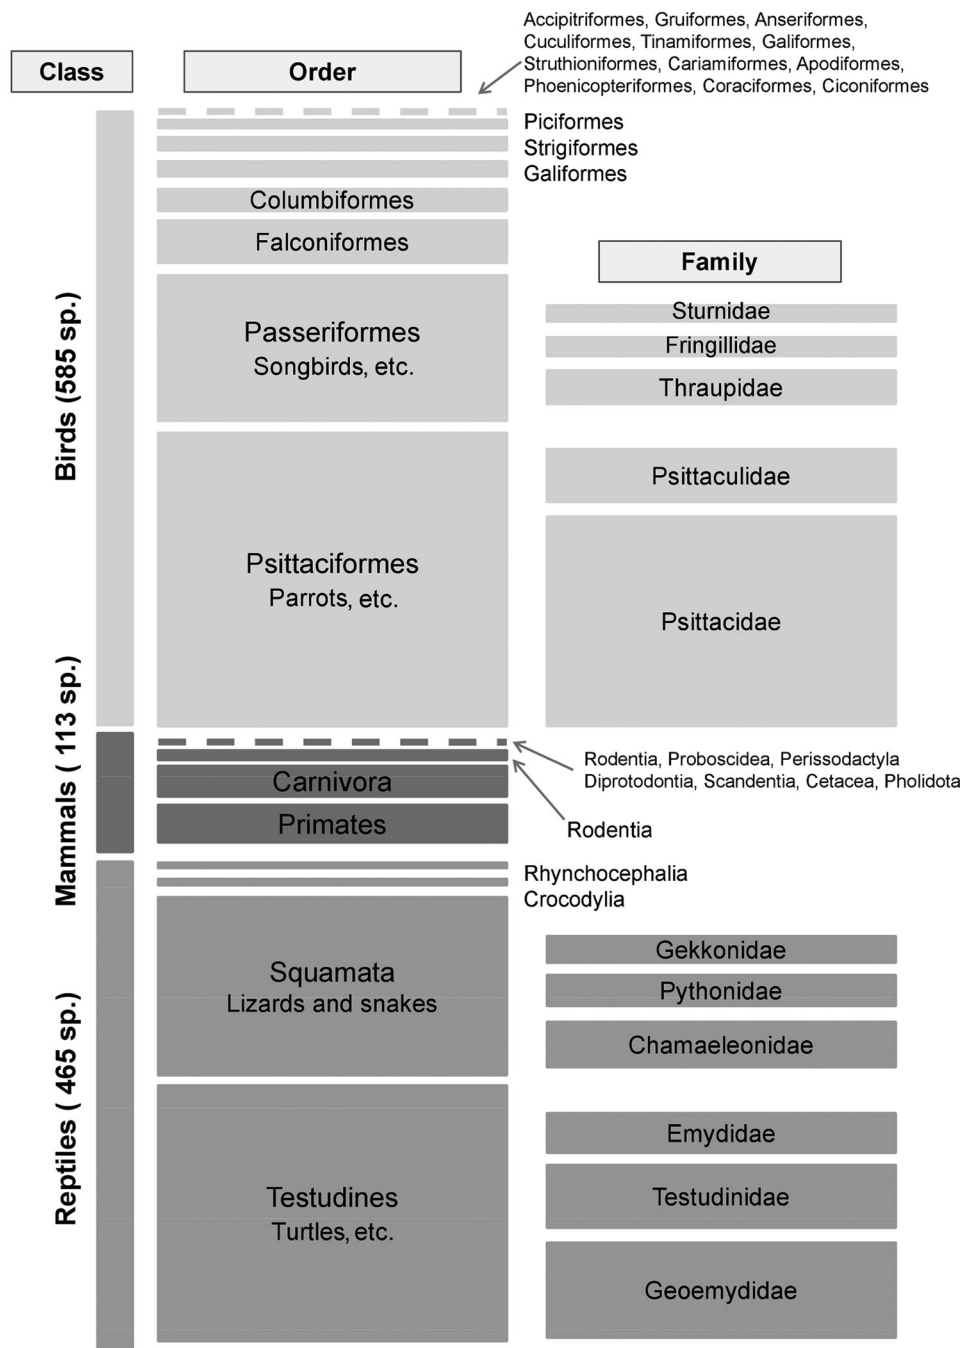 Accipitriformes, Gruiformes, Anseriformes,
Cuculiformes, Tinamiformes, Galiformes,
Struthioniformes, Cariamiformes, Apodiformes,
Phoenicopteriformes, Coraciformes, Ciconiformes
Class
Order
Piciformes
Strigiformes
Galiformes
Columbiformes
Falconiformes
Family
Birds (585 sp.)
Passeriformes
Songbirds, etc.
Sturnidae
Fringillidae
Thraupidae
Psittaciformes
Parrots, etc.
Psittaculidae
Psittacidae
Mammals ( 113 sp.)
Rodentia, Proboscidea, Perissodactyla
Diprotodontia, Scandentia, Cetacea, Pholidota
Carnivora
Primates
Rodentia
Reptiles ( 465 sp.)
Rhynchocephalia
Crocodylia
Squamata
Lizards and snakes
Gekkonidae
Pythonidae
Chamaeleonidae
Testudines
Turtles, etc.
Emydidae
Testudinidae
Geoemydidae